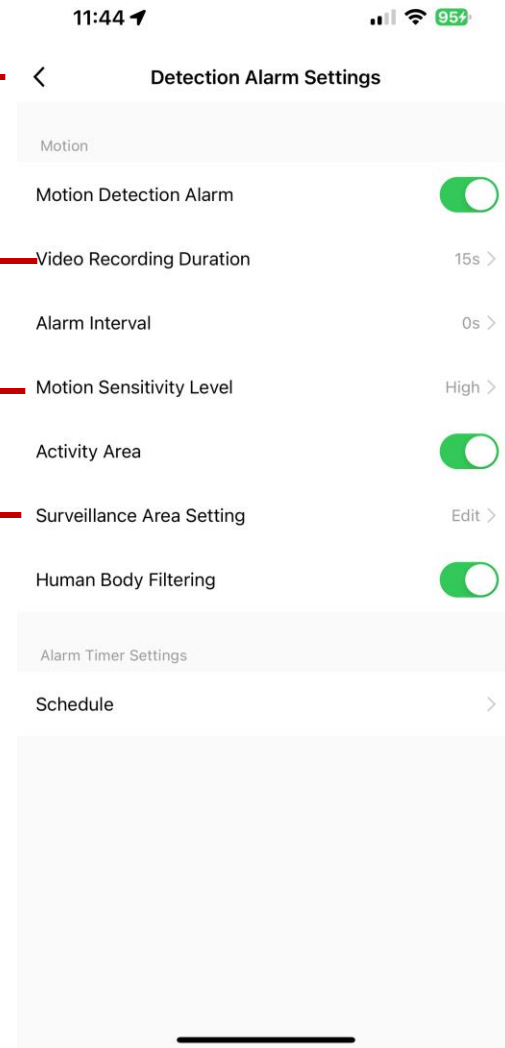 11:44
95
Detection Alarm Settings
Motion
Motion Detection Alarm
Video Recording Duration 15s
Alarm Interval 0s
Motion Sensitivity Level High
Activity Area
Surveillance Area Setting Edit
Human Body Filtering
Alarm Timer Settings
Schedule